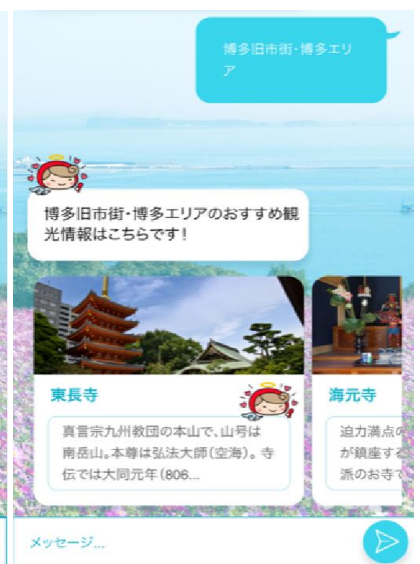 博多旧市街・博多エリ
ア
博多旧市街・博多エリアのおすすめ観
光情報はこちらです！
東長寺
真言宗九州教団の本山で、山号は
南岳山。本尊は弘法大師（空海）。寺
伝では大同元年（806...
海元寺
迫力満点の
が鎮座する
派のお寺で
メッセージ...